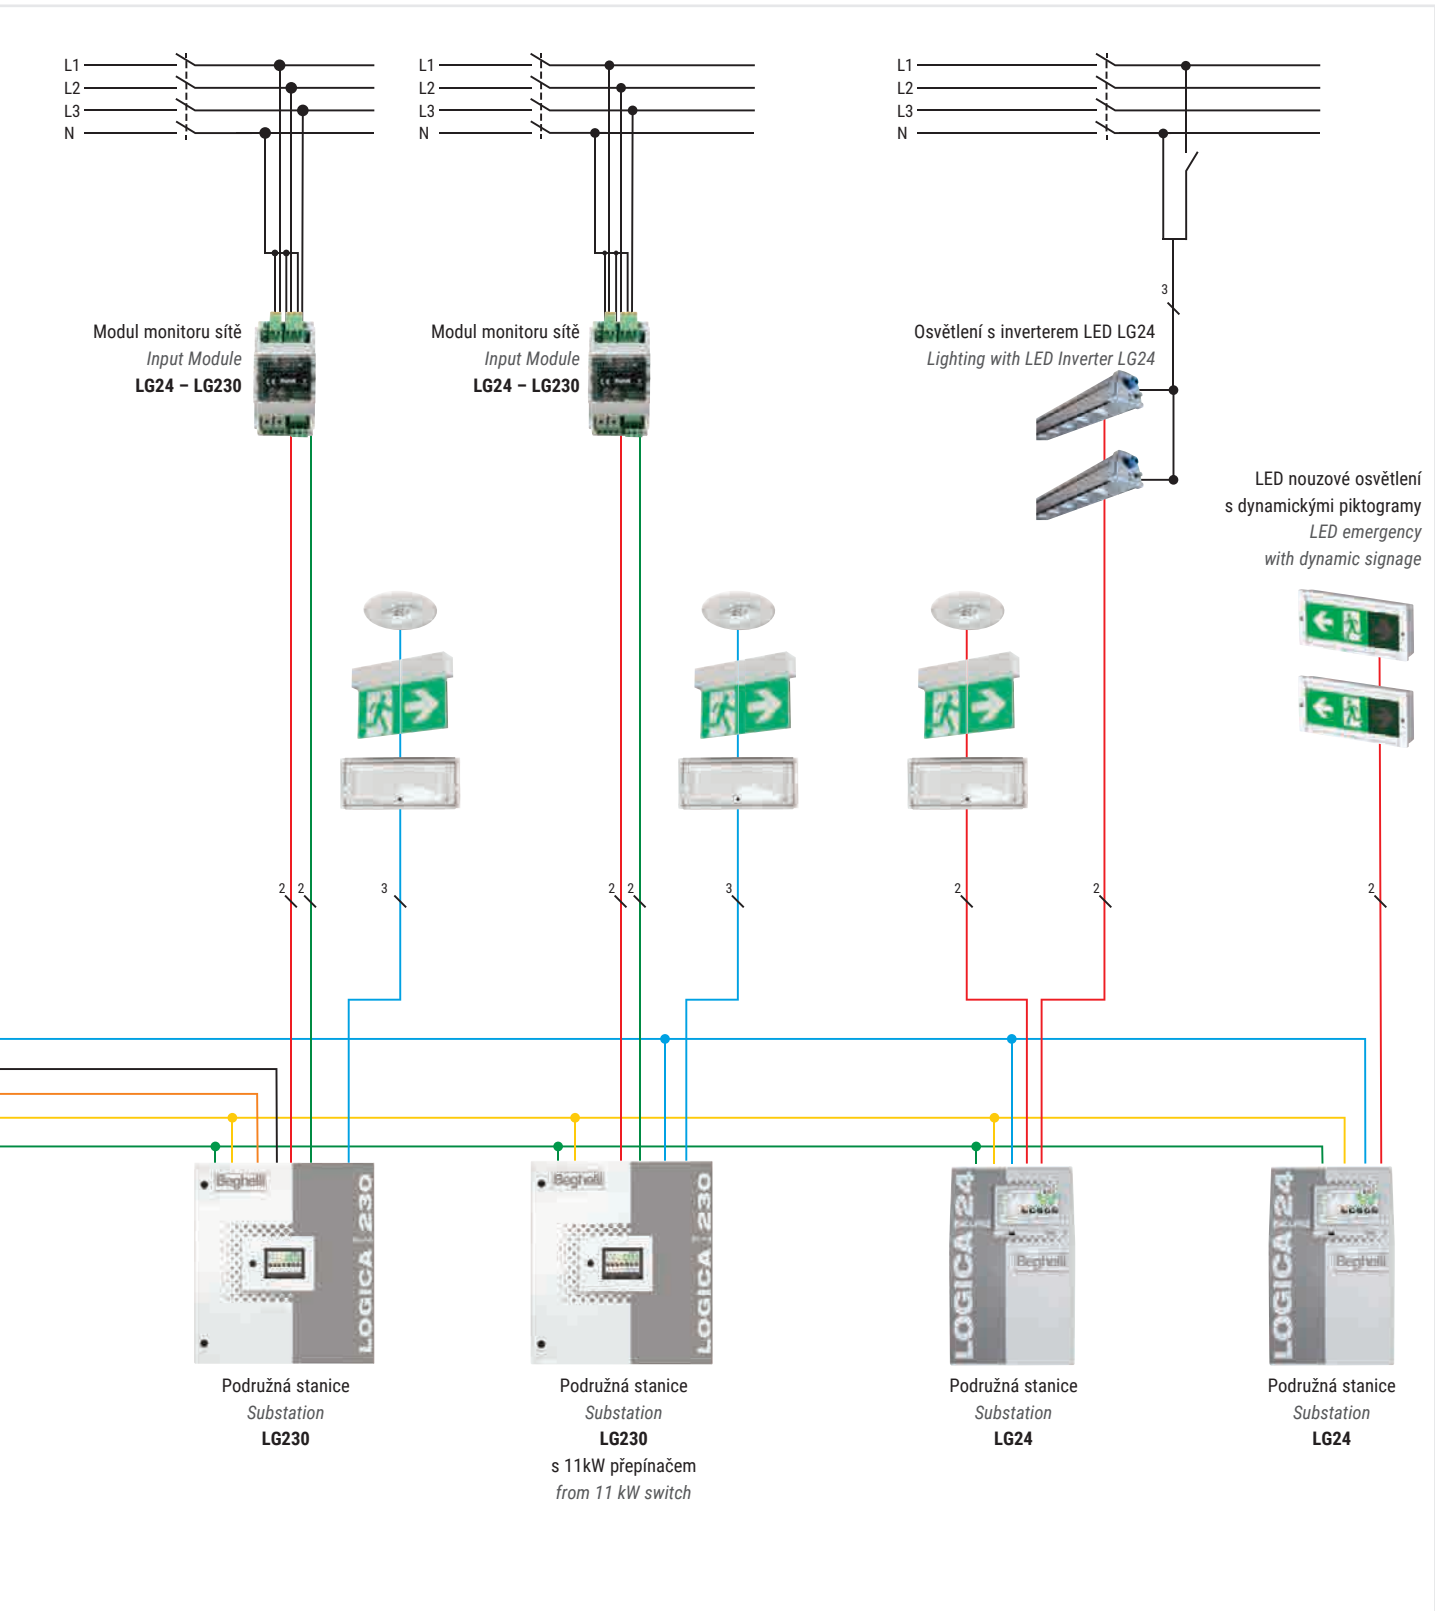 L1
L2
L3
N
L1
L2
L3
N
L1
L2
L3
N
3
Modul monitoru sítě
Input Module
LG24 – LG230
Modul monitoru sítě
Input Module
LG24 – LG230
Osvětlení s inverterem LED LG24
Lighting with LED Inverter LG24
LED nouzové osvětlení
s dynamickými piktogramy
LED emergency
with dynamic signage
2 2 3
2 2 3
2 2 2
Beghelli
LOGICA 230
Beghelli
LOGICA 230
LOGICA 24
Beghelli
LOGICA 24
Beghelli
Podružná stanice
Substation
LG230
Podružná stanice
Substation
LG230
s 11kW přepínačem
from 11 kW switch
Podružná stanice
Substation
LG24
Podružná stanice
Substation
LG24